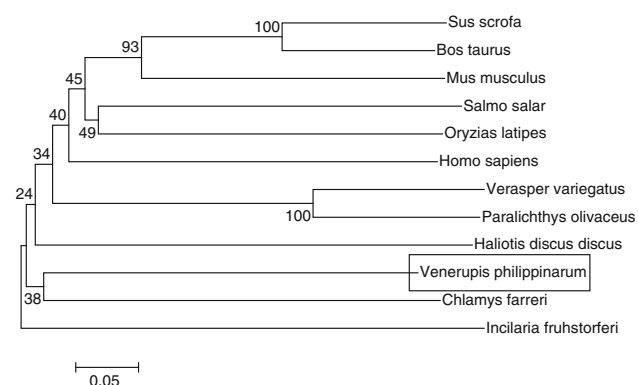 100
Sus scrofa
Bos taurus
93
Mus musculus
45
Salmo salar
49
Oryzias latipes
40
Homo sapiens
34
Verasper variegatus
100
Paralichthys olivaceus
24
Haliotis discus discus
Venerupis philippinarum
38
Chlamys farreri
Incilaria fruhstorferi
0.05